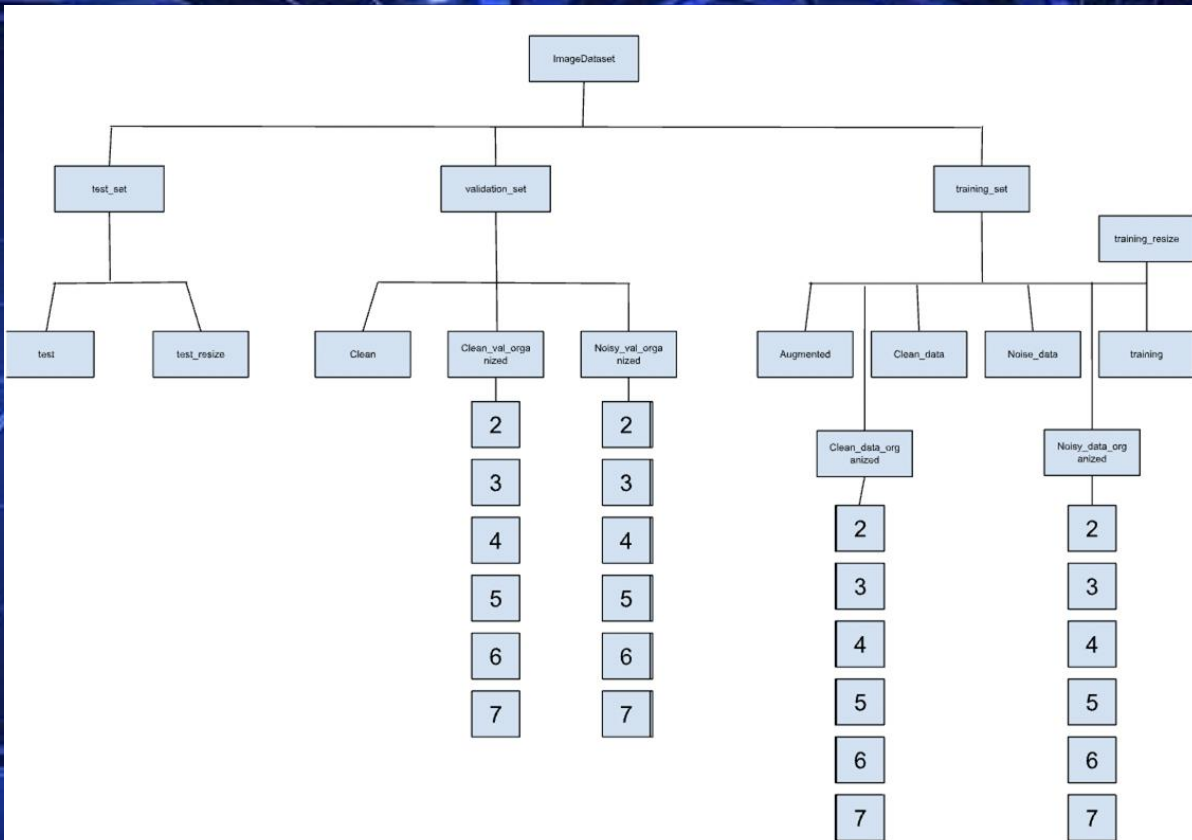 ImageDataset
test_set
validation_set
training_set
training_resize
test
test_resize
Clean
Clean_val_orga
nized
Noisy_val_orga
nized
Augmented
Clean_data
Noise_data
training
2
3
4
5
6
7
2
3
4
5
6
7
Clean_data_org
anized
Noisy_data_org
anized
2
3
4
5
6
7
2
3
4
5
6
7